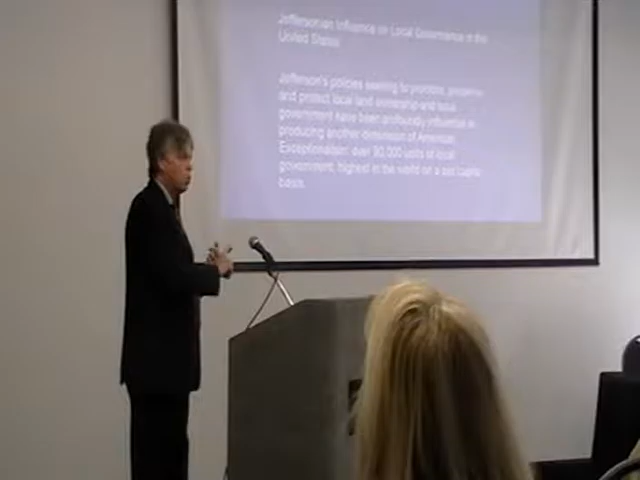 Jeffersonian Influence on Local Governance in the
United States
Jefferson's policies seeking to promote, preserve
and protect local land ownership and local
government have been profoundly influential in
producing another dimension of American
Exceptionalism: over 90,000 units of local
government, highest in the world on a per capita
basis.